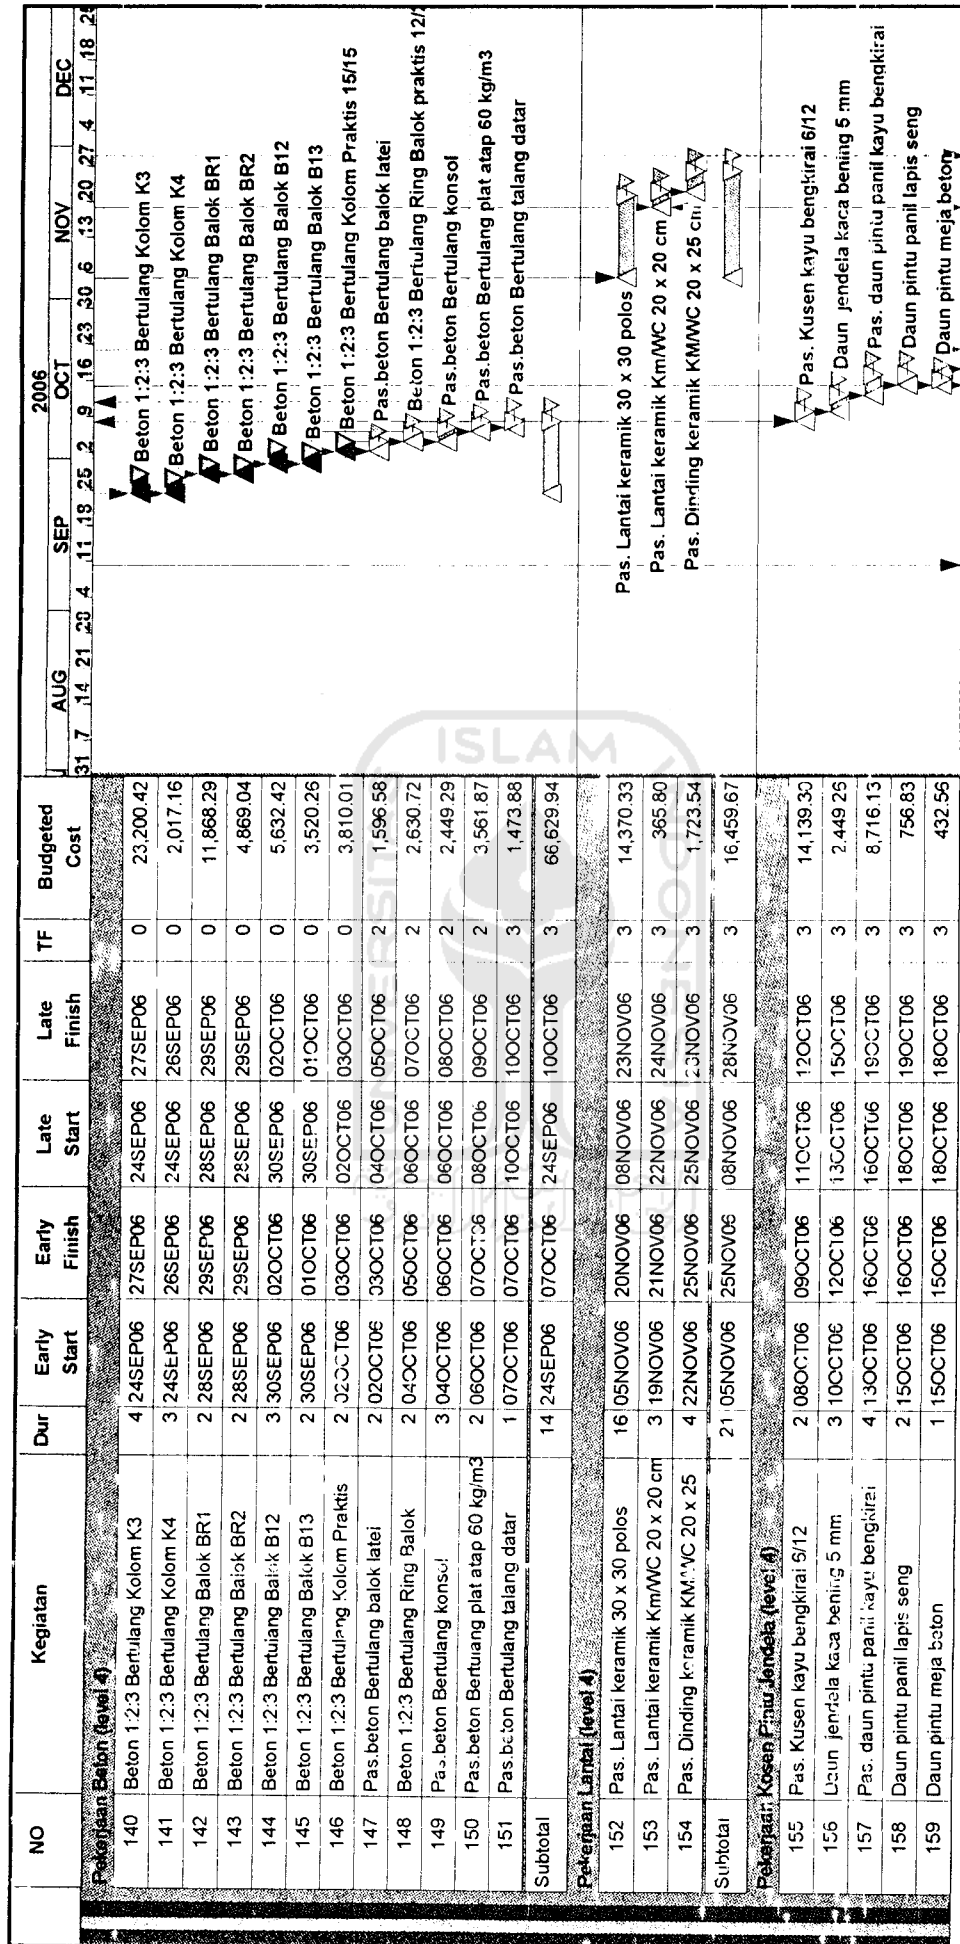 NO Kegiatan Dur Early Start Early Finish Late Start Late Finish TF Budgeted Cost
2006
AUG SEP OCT NOV DEC
31 7 14 21 28 4 11 18 25 2 9 16 23 30 6 13 20 27 4 11 18 25
Pekerjaan Beton (level 4)
140 Beton 1:2:3 Bertulang Kolom K3 4 24SEP06 27SEP06 24SEP06 27SEP06 0 23,200.42 Beton 1:2:3 Bertulang Kolom K3
141 Beton 1:2:3 Bertulang Kolom K4 3 24SEP06 26SEP06 24SEP06 26SEP06 0 2,017.16 Beton 1:2:3 Bertulang Kolom K4
142 Beton 1:2:3 Bertulang Balok BR1 2 28SEP06 29SEP06 28SEP06 29SEP06 0 11,868.29 Beton 1:2:3 Bertulang Balok BR1
143 Beton 1:2:3 Bertulang Balok BR2 2 28SEP06 29SEP06 28SEP06 29SEP06 0 4,869.04 Beton 1:2:3 Bertulang Balok BR2
144 Beton 1:2:3 Bertulang Balok B12 3 30SEP06 02OCT06 30SEP06 02OCT06 0 5,632.42 Beton 1:2:3 Bertulang Balok B12
145 Beton 1:2:3 Bertulang Balok B13 2 30SEP06 01OCT06 30SEP06 01OCT06 0 3,520.26 Beton 1:2:3 Bertulang Balok B13
146 Beton 1:2:3 Bertulang Kolom Praktis 2 02OCT06 03OCT06 02OCT06 03OCT06 0 3,810.01 Beton 1:2:3 Bertulang Kolom Praktis 15/15
147 Pas.beton Bertulang balok latei 2 02OCT06 03OCT06 04OCT06 05OCT06 2 1,596.58 Pas.beton Bertulang balok latei
148 Beton 1:2:3 Bertulang Ring Balok 2 04OCT06 05OCT06 06OCT06 07OCT06 2 2,630.72 Beton 1:2:3 Bertulang Ring Balok praktis 12/
149 Pas.beton Bertulang konsol 3 04OCT06 06OCT06 06OCT06 08OCT06 2 2,449.29 Pas.beton Bertulang konsol
150 Pas.beton Bertulang plat atap 60 kg/m3 2 06OCT06 07OCT06 08OCT06 09OCT06 2 3,561.87 Pas.beton Bertulang plat atap 60 kg/m3
151 Pas.beton Bertulang talang datar 1 07OCT06 07OCT06 10OCT06 10OCT06 3 1,473.88 Pas.beton Bertulang talang datar
Subtotal 14 24SEP06 07OCT06 24SEP06 10OCT06 3 66,629.94
Pekerjaan Lantai (level 4)
152 Pas. Lantai keramik 30 x 30 polos 16 05NOV06 20NOV06 08NOV06 23NOV06 3 14,370.33 Pas. Lantai keramik 30 x 30 polos
153 Pas. Lantai keramik Km/WC 20 x 20 cm 3 19NOV06 21NOV06 22NOV06 24NOV06 3 365.80 Pas. Lantai keramik Km/WC 20 x 20 cm
154 Pas. Dinding keramik KM/WC 20 x 25 4 22NOV06 25NOV06 25NOV06 3 1,723.54 Pas. Dinding keramik KM/WC 20 x 25 cm
Subtotal 21 05NOV06 25NOV06 08NOV06 28NOV06 3 16,459.67
Pekerjaan Kosen Pintu Jendela (level 4)
155 Pas. Kusen kayu bengkirai 6/12 2 08OCT06 09OCT06 11OCT06 12OCT06 3 14,139.30 Pas. Kusen kayu bengkirai 6/12
156 Daun jendela kaca bening 5 mm 3 10OCT06 12OCT06 13OCT06 15OCT06 3 2,449.26 Daun jendela kaca bening 5 mm
157 Pas. daun pintu panil kayu bengkirai 4 13OCT06 16OCT06 16OCT06 19OCT06 3 8,716.13 Pas. daun pintu panil kayu bengkirai
158 Daun pintu panil lapis seng 2 15OCT06 16OCT06 18OCT06 19OCT06 3 756.83 Daun pintu panil lapis seng
159 Daun pintu meja beton 1 15OCT06 15OCT06 18OCT06 18OCT06 3 432.56 Daun pintu meja beton
UNIVERSITAS ISLAM INDONESIA